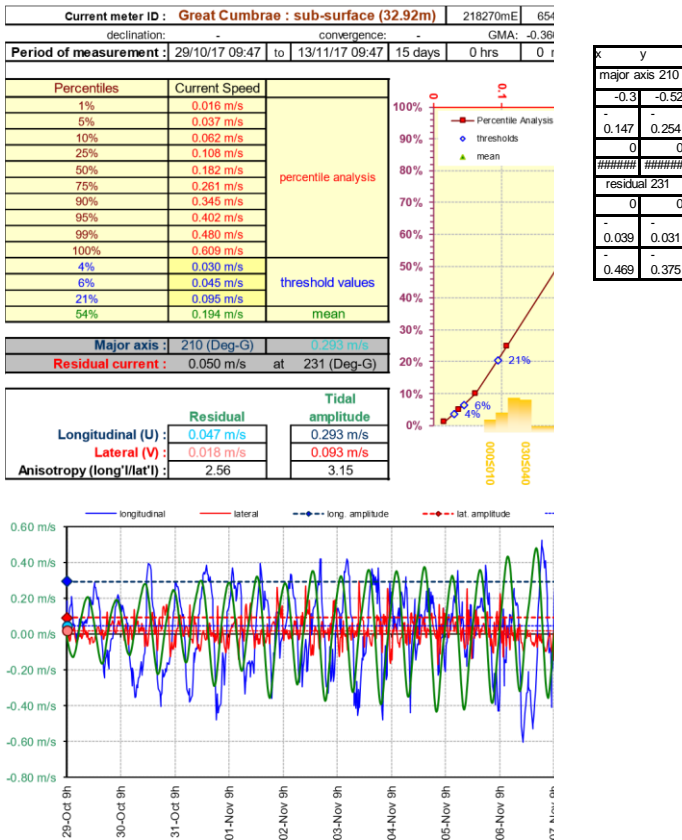 Current meter ID : Great Cumbrae : sub-surface (32.92m) 218270mE 654
declination: - convergence: - GMA: -0.36
Period of measurement : 29/10/17 09:47 to 13/11/17 09:47 15 days 0 hrs 0
Percentiles Current Speed
1% 0.016 m/s
5% 0.037 m/s
10% 0.062 m/s
25% 0.108 m/s
50% 0.182 m/s
75% 0.261 m/s
90% 0.345 m/s
95% 0.402 m/s
99% 0.480 m/s
100% 0.609 m/s
percentile analysis
4% 0.030 m/s
6% 0.045 m/s
21% 0.095 m/s
threshold values
54% 0.194 m/s mean
Major axis : 210 (Deg-G) 0.293 m/s
Residual current : 0.050 m/s at 231 (Deg-G)
Residual Tidal amplitude
Longitudinal (U) : 0.047 m/s 0.293 m/s
Lateral (V) : 0.018 m/s 0.093 m/s
Anisotropy (long'l/lat'l) : 2.56 3.15
0 0.1
Percentile Analysis
thresholds
mean
100%
90%
80%
70%
60%
50%
40%
30%
20%
10%
0%
21%
6%
4%
0005010 0305040
x y
major axis 210
-0.3 -0.52
-0.147 0.254
0 0
###### ######
residual 231
0 0
-0.039 -0.031
-0.469 -0.375
longitudinal lateral long. amplitude lat. amplitude
0.60 m/s
0.40 m/s
0.20 m/s
0.00 m/s
-0.20 m/s
-0.40 m/s
-0.60 m/s
-0.80 m/s
29-Oct 9h
30-Oct 9h
31-Oct 9h
01-Nov 9h
02-Nov 9h
03-Nov 9h
04-Nov 9h
05-Nov 9h
06-Nov 9h
07-Nov 9h